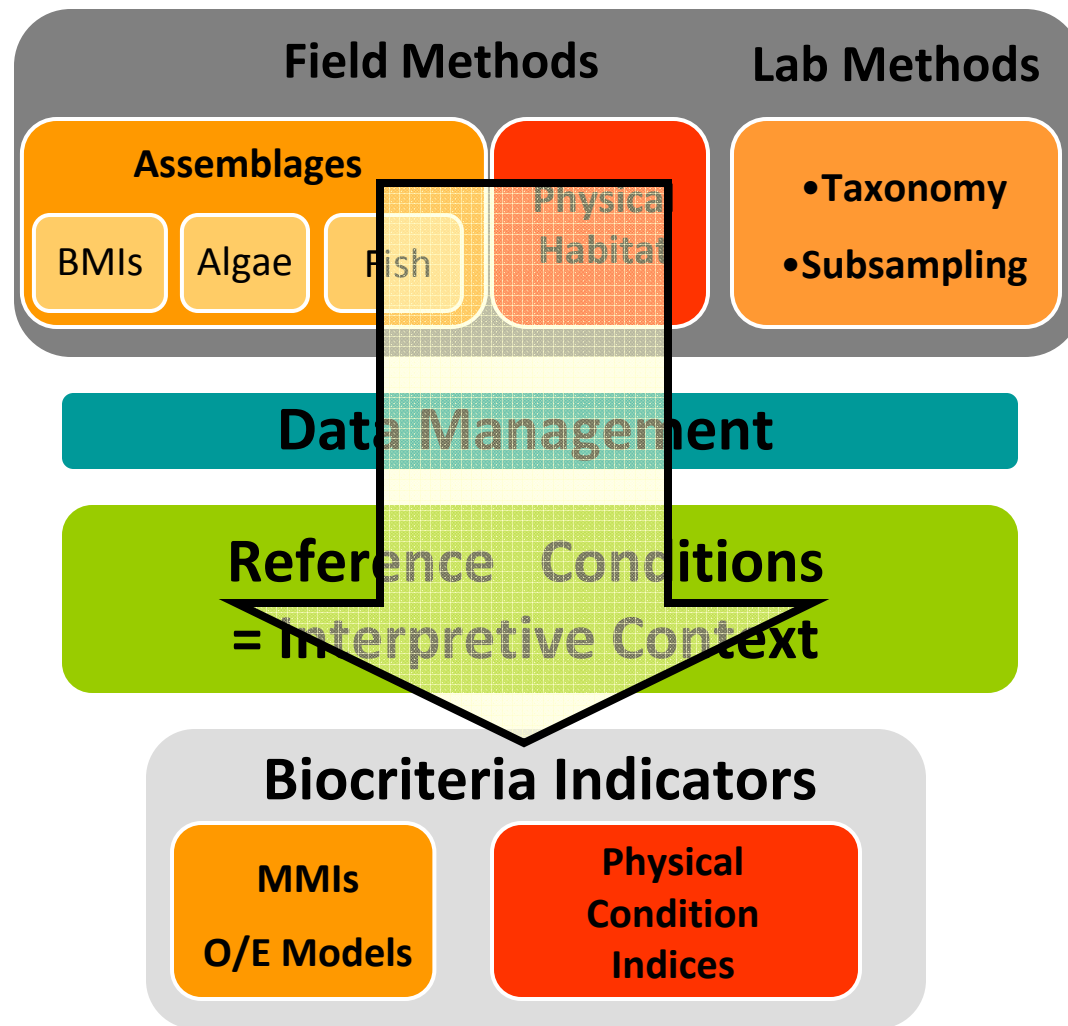 Field Methods
Lab Methods
Assemblages
BMIs
Algae
Fish
Physical
Habitat
•Taxonomy
•Subsampling
Data Management
Reference Conditions
= Interpretive Context
Biocriteria Indicators
MMIs
O/E Models
Physical
Condition
Indices